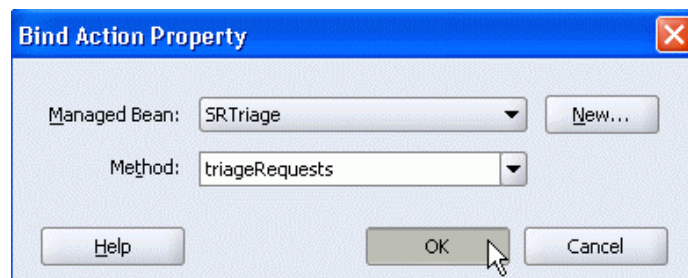 Bind Action Property
Managed Bean: SRTriage New...
Method: triageRequests
Help OK Cancel